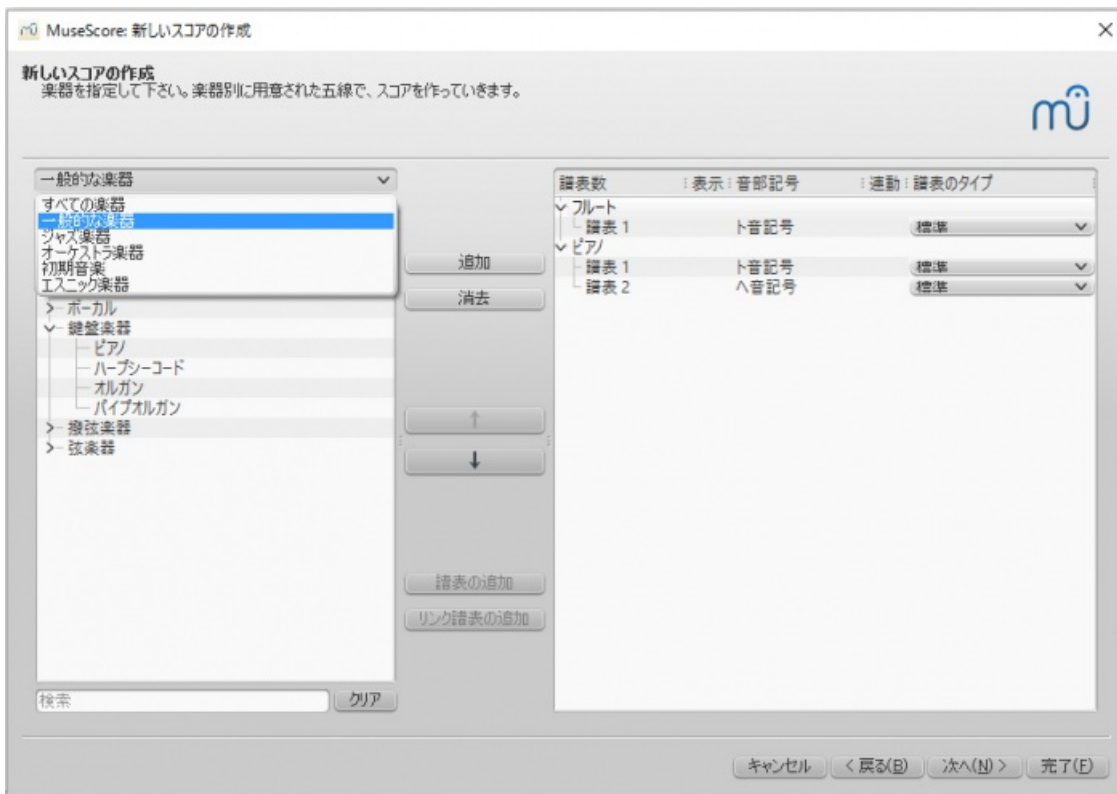 MuseScore: 新しいスコアの作成
新しいスコアの作成
楽器を指定して下さい。楽器別に用意された五線で、スコアを作っていきます。
mu
一般的な楽器
すべての楽器
一般的な楽器
ジャズ楽器
オーケストラ楽器
初期音楽
エスニック楽器
ボーカル
鍵盤楽器
ピアノ
ハープシーコード
オルガン
パイプオルガン
撥弦楽器
弦楽器
検索
クリア
追加
消去
↑
↓
譜表の追加
リンク譜表の追加
譜表数 表示 音部記号 連動 譜表のタイプ
フルート
譜表 1 ト音記号 標準
ピアノ
譜表 1 ト音記号 標準
譜表 2 ヘ音記号 標準
キャンセル < 戻る(B) 次へ(N) > 完了(F)